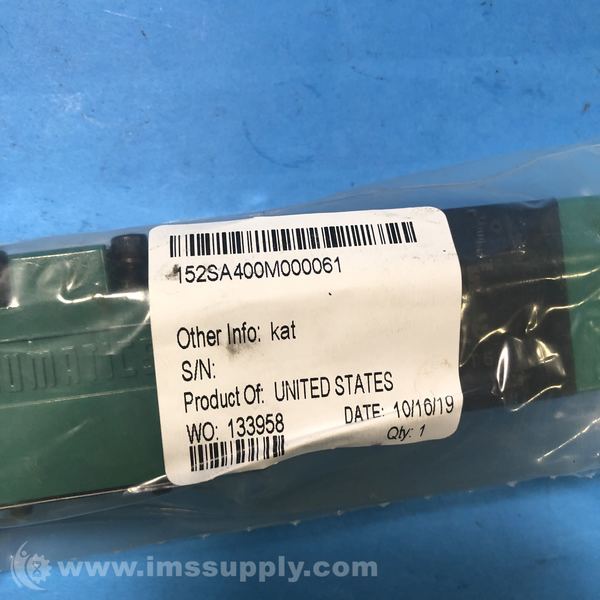 152SA400M000061
Other Info: kat
S/N:
Product Of: UNITED STATES
WO: 133958 DATE: 10/16/19
Qty: 1
www.imssupply.com